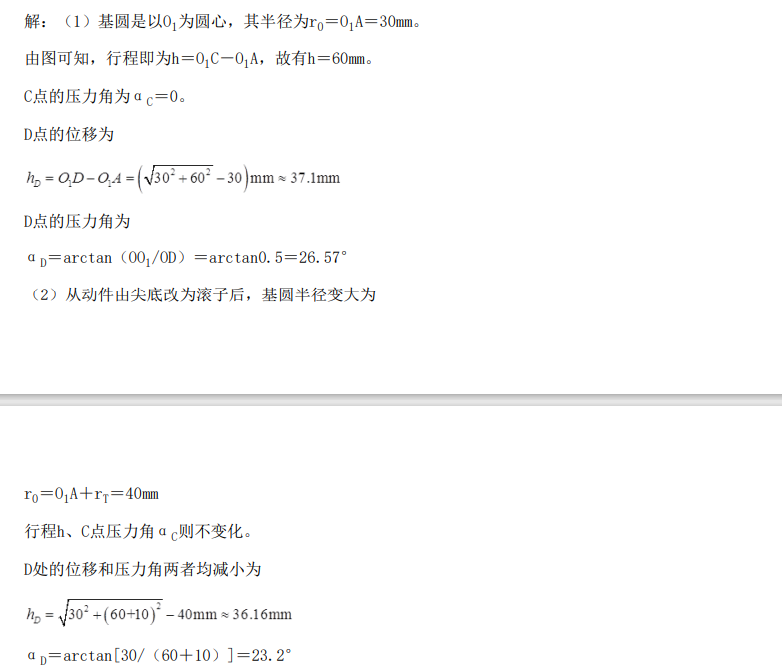 解：（1）基圆是以O₁为圆心，其半径为r₀＝O₁A＝30mm。
由图可知，行程即为h＝O₁C－O₁A，故有h＝60mm。
C点的压力角为α_C＝0。
D点的位移为
h_D = O₁D − O₁A = (√(30² + 60²) − 30)mm ≈ 37.1mm
D点的压力角为
α_D＝arctan（OO₁/OD）＝arctan0.5＝26.57°
（2）从动件由尖底改为滚子后，基圆半径变大为
r₀＝O₁A＋r_T＝40mm
行程h、C点压力角α_C则不变化。
D处的位移和压力角两者均减小为
h_D = √(30² + (60+10)²) − 40mm ≈ 36.16mm
α_D＝arctan[30/（60＋10）]＝23.2°